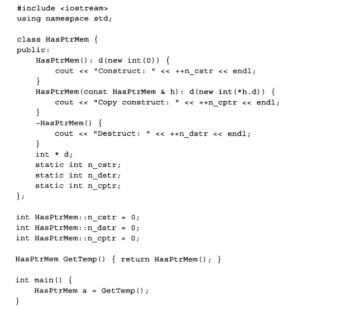 #include <iostream>
using namespace std;

class HasPtrMem {
public:
    HasPtrMem(): d(new int(0)) {
        cout << "Construct: " << ++n_cstr << endl;
    }
    HasPtrMem(const HasPtrMem & h): d(new int(*h.d)) {
        cout << "Copy construct: " << ++n_cptr << endl;
    }
    ~HasPtrMem() {
        cout << "Destruct: " << ++n_dstr << endl;
    }
    int * d;
    static int n_cstr;
    static int n_dstr;
    static int n_cptr;
};

int HasPtrMem::n_cstr = 0;
int HasPtrMem::n_dstr = 0;
int HasPtrMem::n_cptr = 0;

HasPtrMem GetTemp() { return HasPtrMem(); }

int main() {
    HasPtrMem a = GetTemp();
}